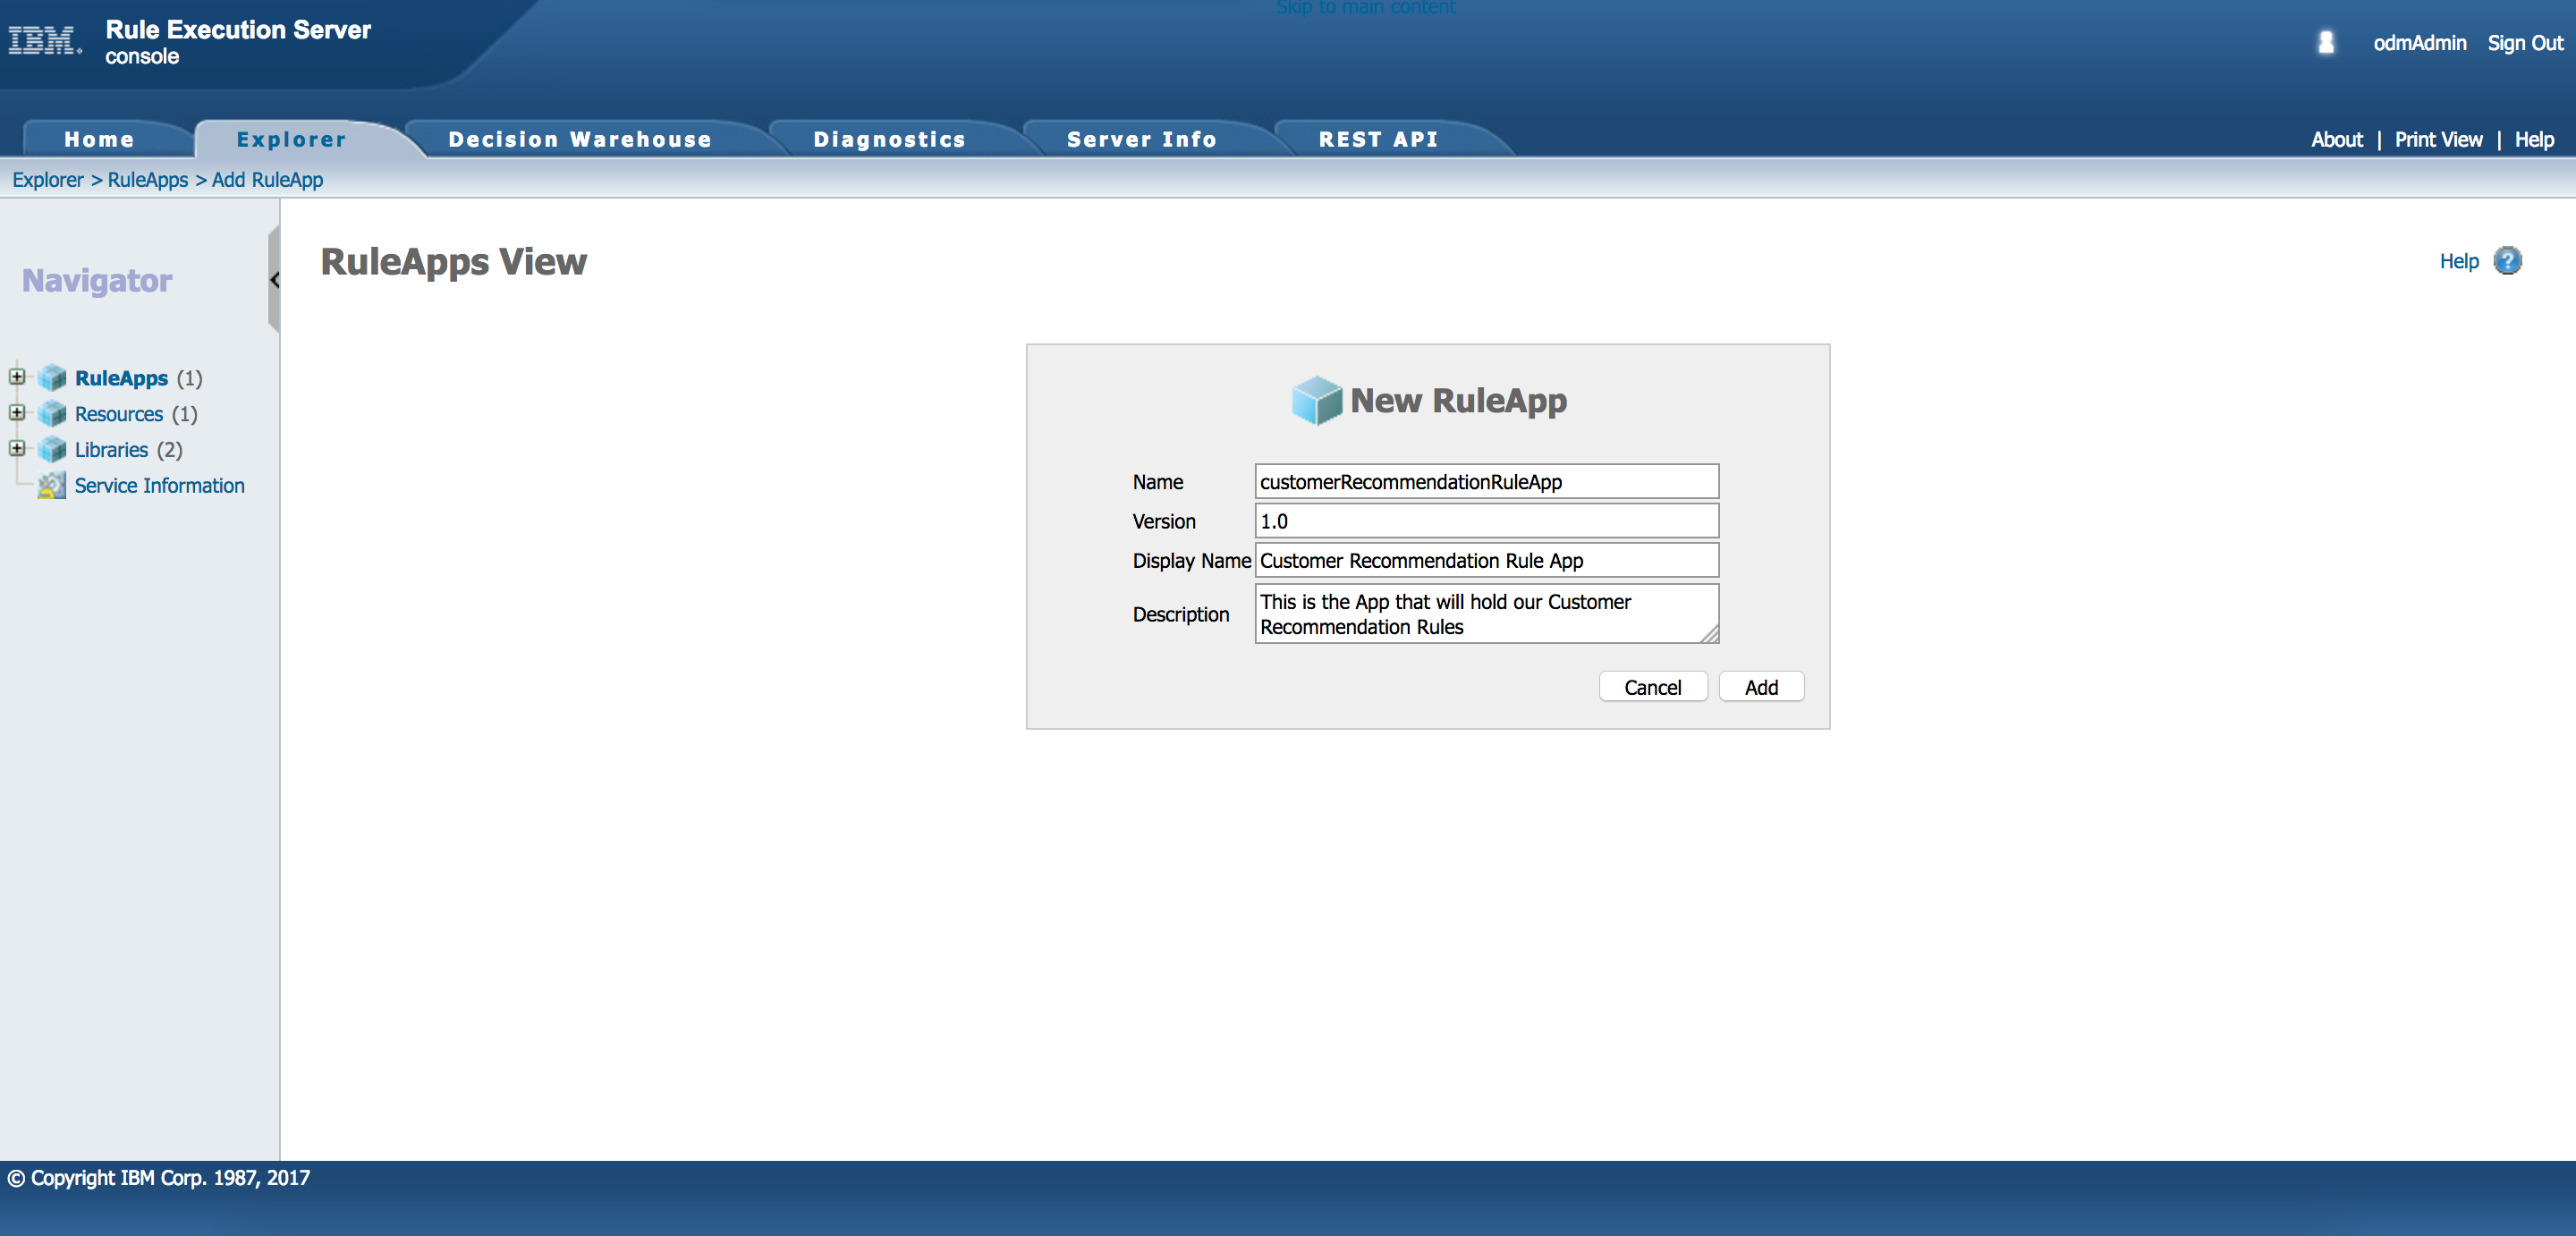 Skip to main content
IBM. Rule Execution Server
console
odmAdmin Sign Out
Home Explorer Decision Warehouse Diagnostics Server Info REST API
About | Print View | Help
Explorer > RuleApps > Add RuleApp
Navigator
RuleApps (1)
Resources (1)
Libraries (2)
Service Information
RuleApps View
Help ?
New RuleApp
Name customerRecommendationRuleApp
Version 1.0
Display Name Customer Recommendation Rule App
Description This is the App that will hold our Customer
Recommendation Rules
Cancel Add
© Copyright IBM Corp. 1987, 2017